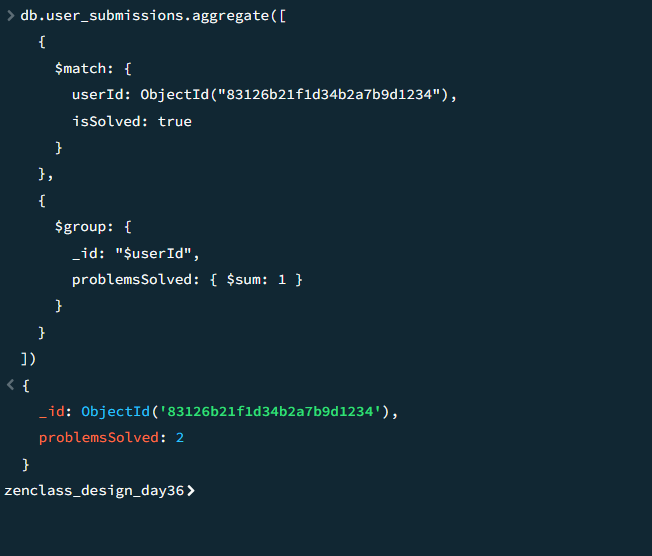 db.user_submissions.aggregate([
{
$match: {
userId: ObjectId("83126b21f1d34b2a7b9d1234"),
isSolved: true
}
},
{
$group: {
_id: "$userId",
problemsSolved: { $sum: 1 }
}
}
])
{
_id: ObjectId('83126b21f1d34b2a7b9d1234'),
problemsSolved: 2
}
zenclass_design_day36>